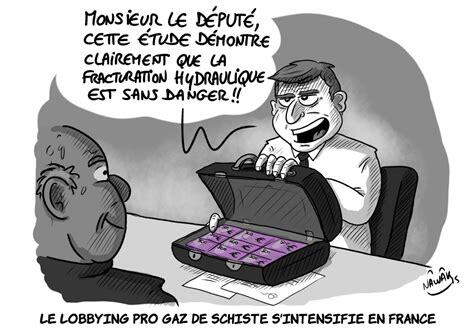 MONSIEUR LE DÉPUTÉ,
CETTE ÉTUDE DÉMONTRE
CLAIREMENT QUE LA
FRACTURATION HYDRAULIQUE
EST SANS DANGER!!
NAWAK
LE LOBBYING PRO GAZ DE SCHISTE S'INTENSIFIE EN FRANCE